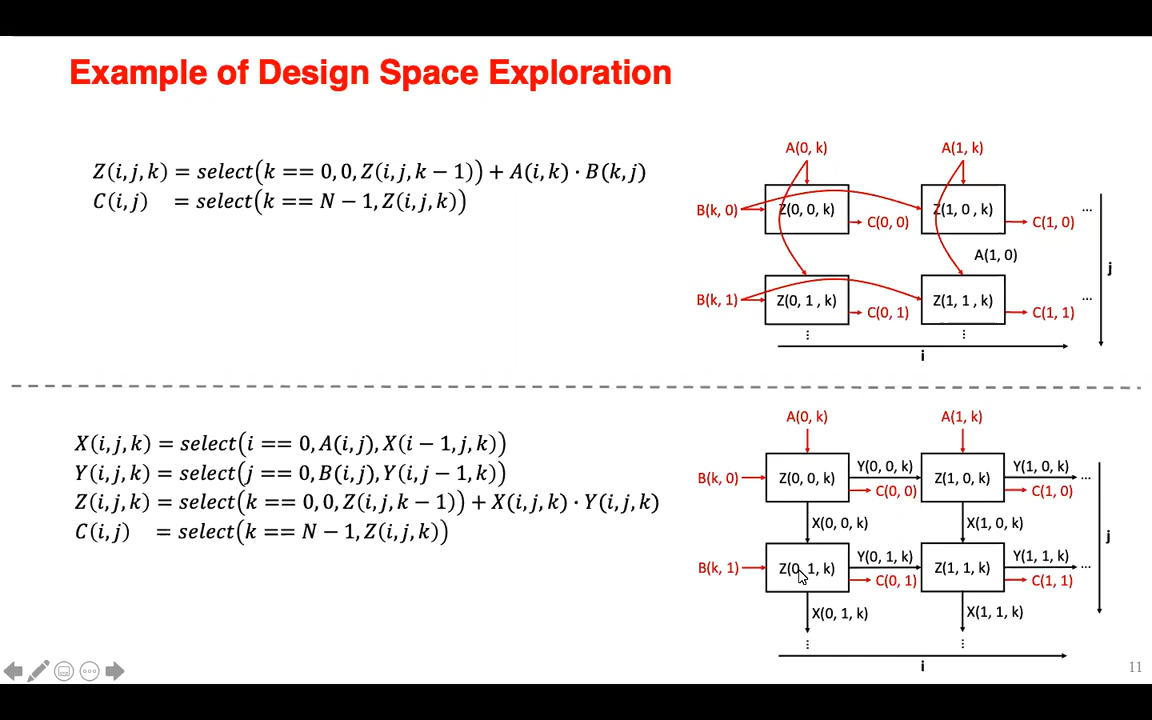 Example of Design Space Exploration
Z(i, j, k) = select(k == 0, 0, Z(i, j, k − 1)) + A(i, k) · B(k, j)
C(i, j) = select(k == N − 1, Z(i, j, k))
A(0, k) A(1, k)
B(k, 0) Z(0, 0, k) C(0, 0) Z(1, 0 , k) C(1, 0) ...
A(1, 0)
j
B(k, 1) Z(0, 1 , k) C(0, 1) Z(1, 1 , k) C(1, 1) ...
⋮ ⋮
i
X(i, j, k) = select(i == 0, A(i, j), X(i − 1, j, k))
Y(i, j, k) = select(j == 0, B(i, j), Y(i, j − 1, k))
Z(i, j, k) = select(k == 0, 0, Z(i, j, k − 1)) + X(i, j, k) · Y(i, j, k)
C(i, j) = select(k == N − 1, Z(i, j, k))
A(0, k) A(1, k)
B(k, 0) Z(0, 0, k) Y(0, 0, k) C(0, 0) Z(1, 0, k) Y(1, 0, k) C(1, 0) ...
X(0, 0, k) X(1, 0, k)
j
B(k, 1) Z(0, 1, k) Y(0, 1, k) C(0, 1) Z(1, 1, k) Y(1, 1, k) C(1, 1) ...
X(0, 1, k) X(1, 1, k)
⋮ ⋮
i
11